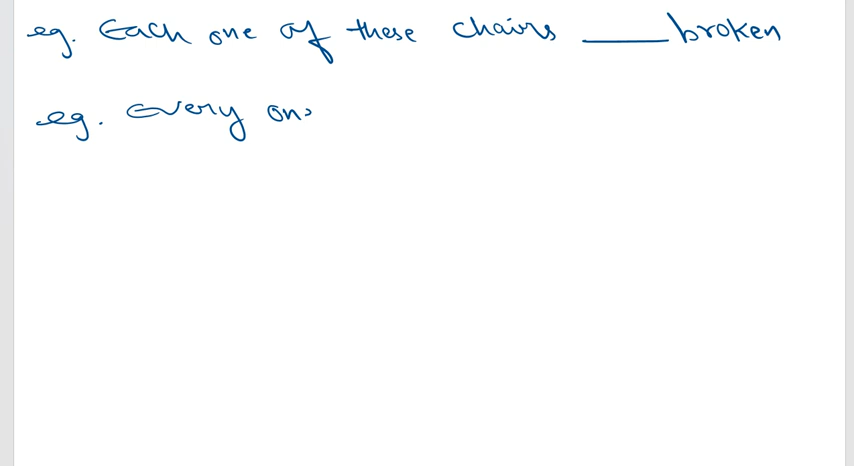 eg. Each one of these chairs ____ broken
eg. Every on